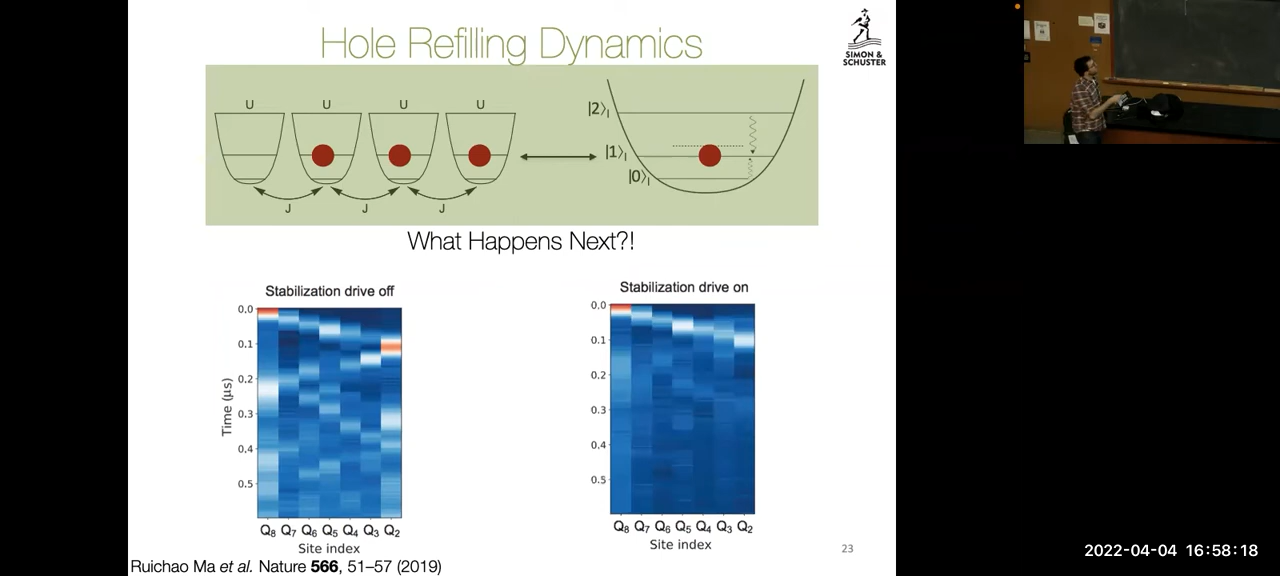 Hole Refilling Dynamics
SIMON &
SCHUSTER
U U U U
J J J
|2⟩ₗ
|1⟩ₗ
|0⟩ₗ
What Happens Next?!
Stabilization drive off
0.0
0.1
0.2
0.3
0.4
0.5
Time (μs)
Q₈ Q₇ Q₆ Q₅ Q₄ Q₃ Q₂
Site index
Stabilization drive on
0.0
0.1
0.2
0.3
0.4
0.5
Q₈ Q₇ Q₆ Q₅ Q₄ Q₃ Q₂
Site index
23
Ruichao Ma et al. Nature 566, 51–57 (2019)
2022-04-04 16:58:18